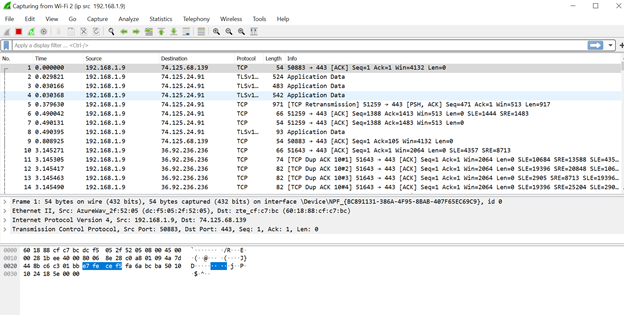 Capturing from Wi-Fi 2 (ip src 192.168.1.9)
File Edit View Go Capture Analyze Statistics Telephony Wireless Tools Help
Apply a display filter ... <Ctrl-/>
No. Time Source Destination Protocol Length Info
1 0.000000 192.168.1.9 74.125.68.139 TCP 54 50883 → 443 [ACK] Seq=1 Ack=1 Win=4132 Len=0
2 0.029821 192.168.1.9 74.125.24.91 TLSv1... 524 Application Data
3 0.030166 192.168.1.9 74.125.24.91 TLSv1... 483 Application Data
4 0.030368 192.168.1.9 74.125.24.91 TLSv1... 542 Application Data
5 0.379630 192.168.1.9 74.125.24.91 TCP 971 [TCP Retransmission] 51259 → 443 [PSH, ACK] Seq=471 Ack=1 Win=513 Len=917
6 0.490042 192.168.1.9 74.125.24.91 TCP 66 51259 → 443 [ACK] Seq=1388 Ack=1413 Win=513 Len=0 SLE=1444 SRE=1483
7 0.490131 192.168.1.9 74.125.24.91 TCP 54 51259 → 443 [ACK] Seq=1388 Ack=1483 Win=513 Len=0
8 0.490395 192.168.1.9 74.125.24.91 TLSv1... 93 Application Data
9 0.808925 192.168.1.9 74.125.68.139 TCP 54 50883 → 443 [ACK] Seq=1 Ack=105 Win=4132 Len=0
10 3.145271 192.168.1.9 36.92.236.236 TCP 66 51643 → 443 [ACK] Seq=1 Ack=1 Win=2064 Len=0 SLE=4357 SRE=8713
11 3.145305 192.168.1.9 36.92.236.236 TCP 74 [TCP Dup ACK 10#1] 51643 → 443 [ACK] Seq=1 Ack=1 Win=2064 Len=0 SLE=10684 SRE=13588 SLE=435...
12 3.145417 192.168.1.9 36.92.236.236 TCP 82 [TCP Dup ACK 10#2] 51643 → 443 [ACK] Seq=1 Ack=1 Win=2064 Len=0 SLE=19396 SRE=20848 SLE=106...
13 3.145463 192.168.1.9 36.92.236.236 TCP 82 [TCP Dup ACK 10#3] 51643 → 443 [ACK] Seq=1 Ack=1 Win=2064 Len=0 SLE=2905 SRE=8713 SLE=19396...
14 3.145490 192.168.1.9 36.92.236.236 TCP 82 [TCP Dup ACK 10#4] 51643 → 443 [ACK] Seq=1 Ack=1 Win=2064 Len=0 SLE=19396 SRE=25204 SLE=290...
Frame 1: 54 bytes on wire (432 bits), 54 bytes captured (432 bits) on interface \Device\NPF_{BC891131-386A-4F95-8BAB-407F65EC69C9}, id 0
Ethernet II, Src: AzureWav_2f:52:05 (dc:f5:05:2f:52:05), Dst: zte_cf:c7:bc (60:18:88:cf:c7:bc)
Internet Protocol Version 4, Src: 192.168.1.9, Dst: 74.125.68.139
Transmission Control Protocol, Src Port: 50883, Dst Port: 443, Seq: 1, Ack: 1, Len: 0
0000 60 18 88 cf c7 bc dc f5 05 2f 52 05 08 00 45 00
0010 00 28 1b ee 40 00 80 06 8e 28 c0 a8 01 09 4a 7d
0020 44 8b c6 c3 01 bb e7 fe ce f5 fa 6a bc ba 50 10
0030 10 24 18 5e 00 00